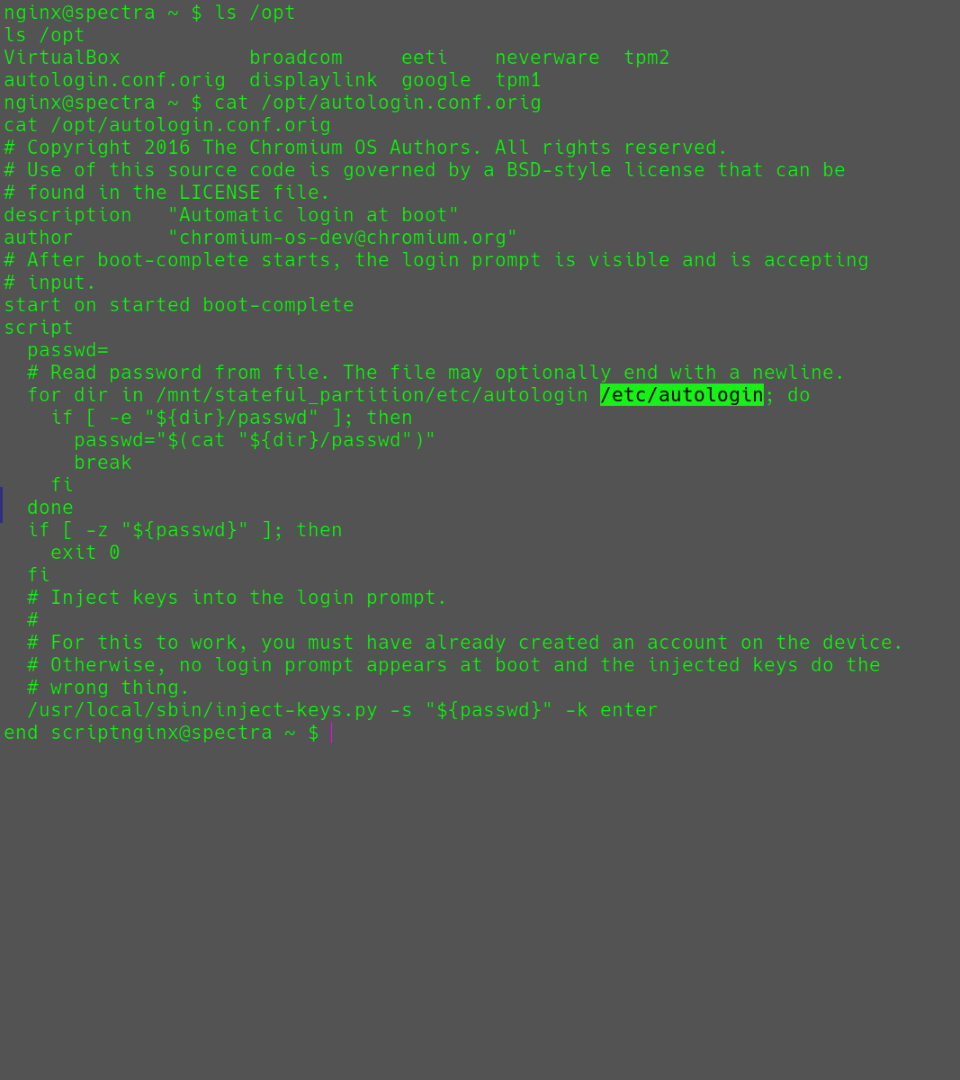 nginx@spectra ~ $ ls /opt
ls /opt
VirtualBox           broadcom     eeti    neverware  tpm2
autologin.conf.orig  displaylink  google  tpm1
nginx@spectra ~ $ cat /opt/autologin.conf.orig
cat /opt/autologin.conf.orig
# Copyright 2016 The Chromium OS Authors. All rights reserved.
# Use of this source code is governed by a BSD-style license that can be
# found in the LICENSE file.
description   "Automatic login at boot"
author        "chromium-os-dev@chromium.org"
# After boot-complete starts, the login prompt is visible and is accepting
# input.
start on started boot-complete
script
  passwd=
  # Read password from file. The file may optionally end with a newline.
  for dir in /mnt/stateful_partition/etc/autologin /etc/autologin; do
    if [ -e "${dir}/passwd" ]; then
      passwd="$(cat "${dir}/passwd")"
      break
    fi
  done
  if [ -z "${passwd}" ]; then
    exit 0
  fi
  # Inject keys into the login prompt.
  #
  # For this to work, you must have already created an account on the device.
  # Otherwise, no login prompt appears at boot and the injected keys do the
  # wrong thing.
  /usr/local/sbin/inject-keys.py -s "${passwd}" -k enter
end scriptnginx@spectra ~ $